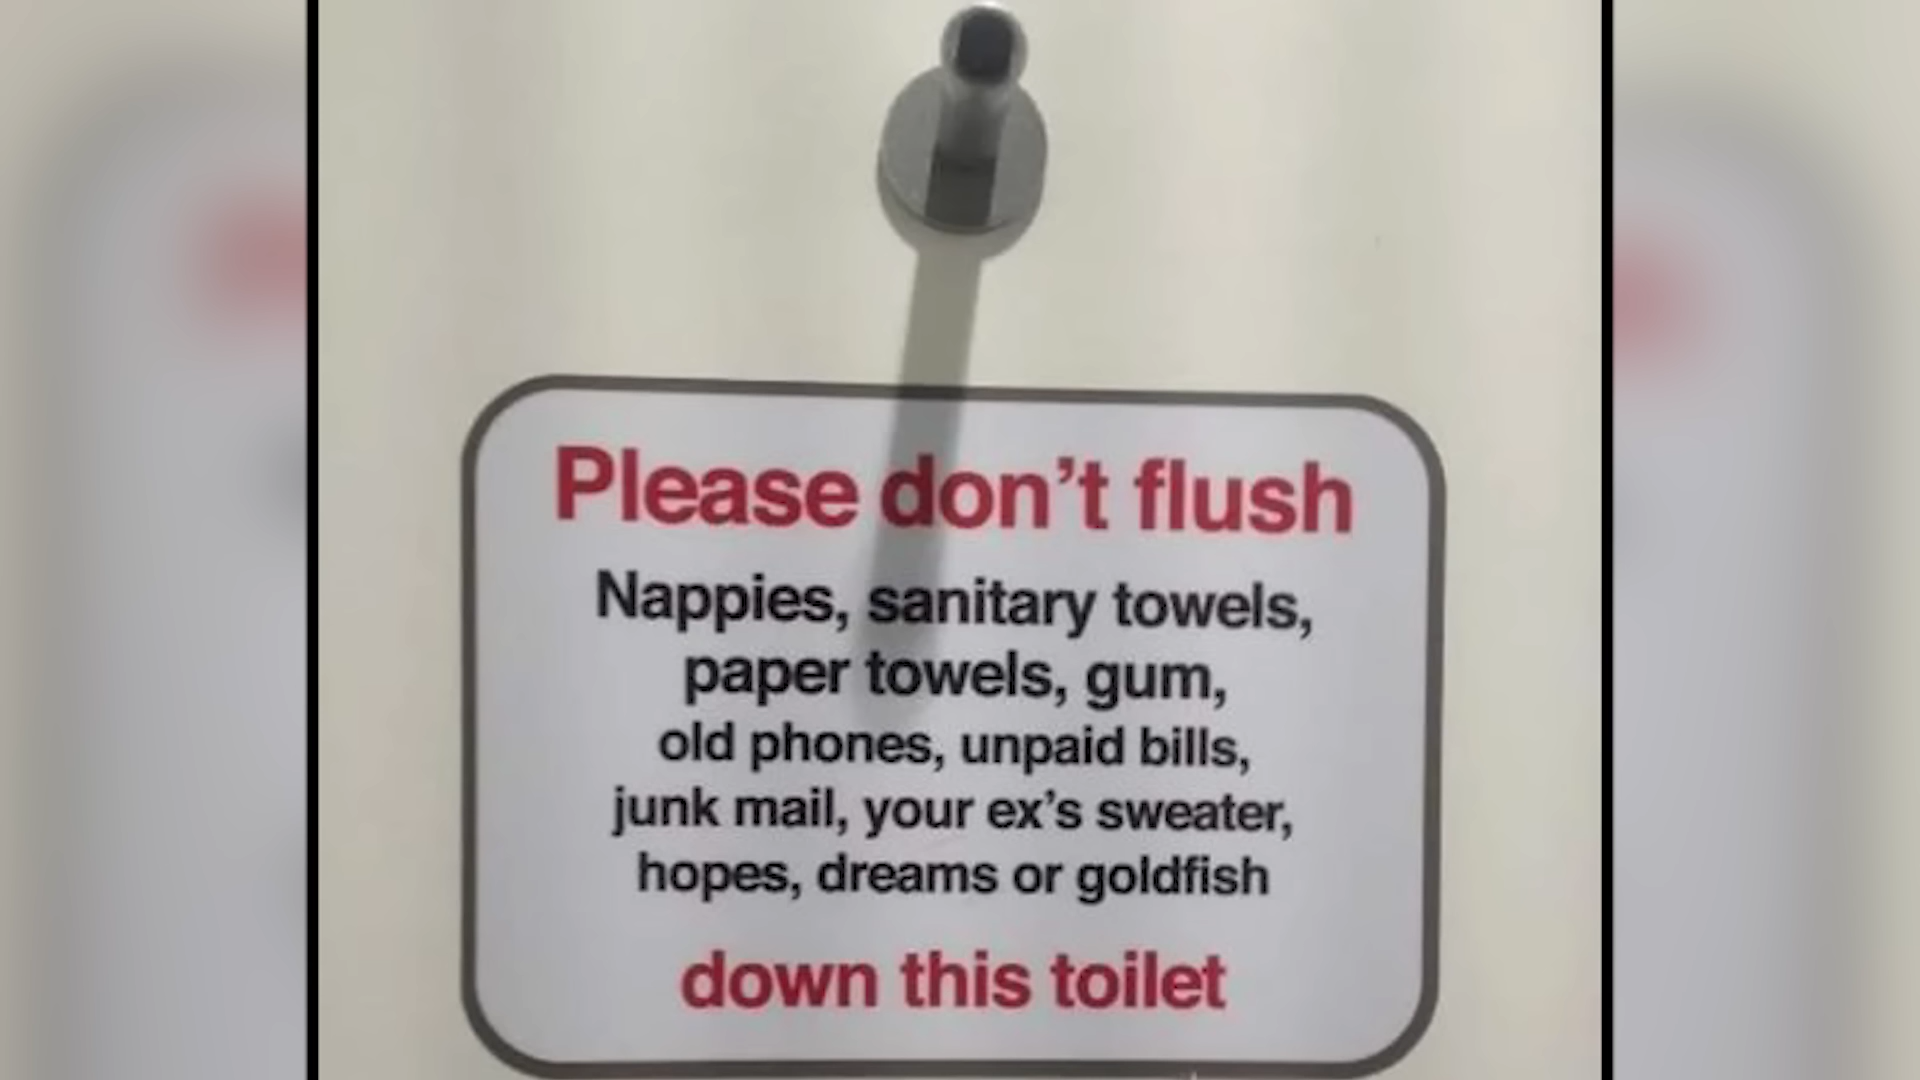 Please don't flush
Nappies, sanitary towels,
paper towels, gum,
old phones, unpaid bills,
junk mail, your ex's sweater,
hopes, dreams or goldfish
down this toilet